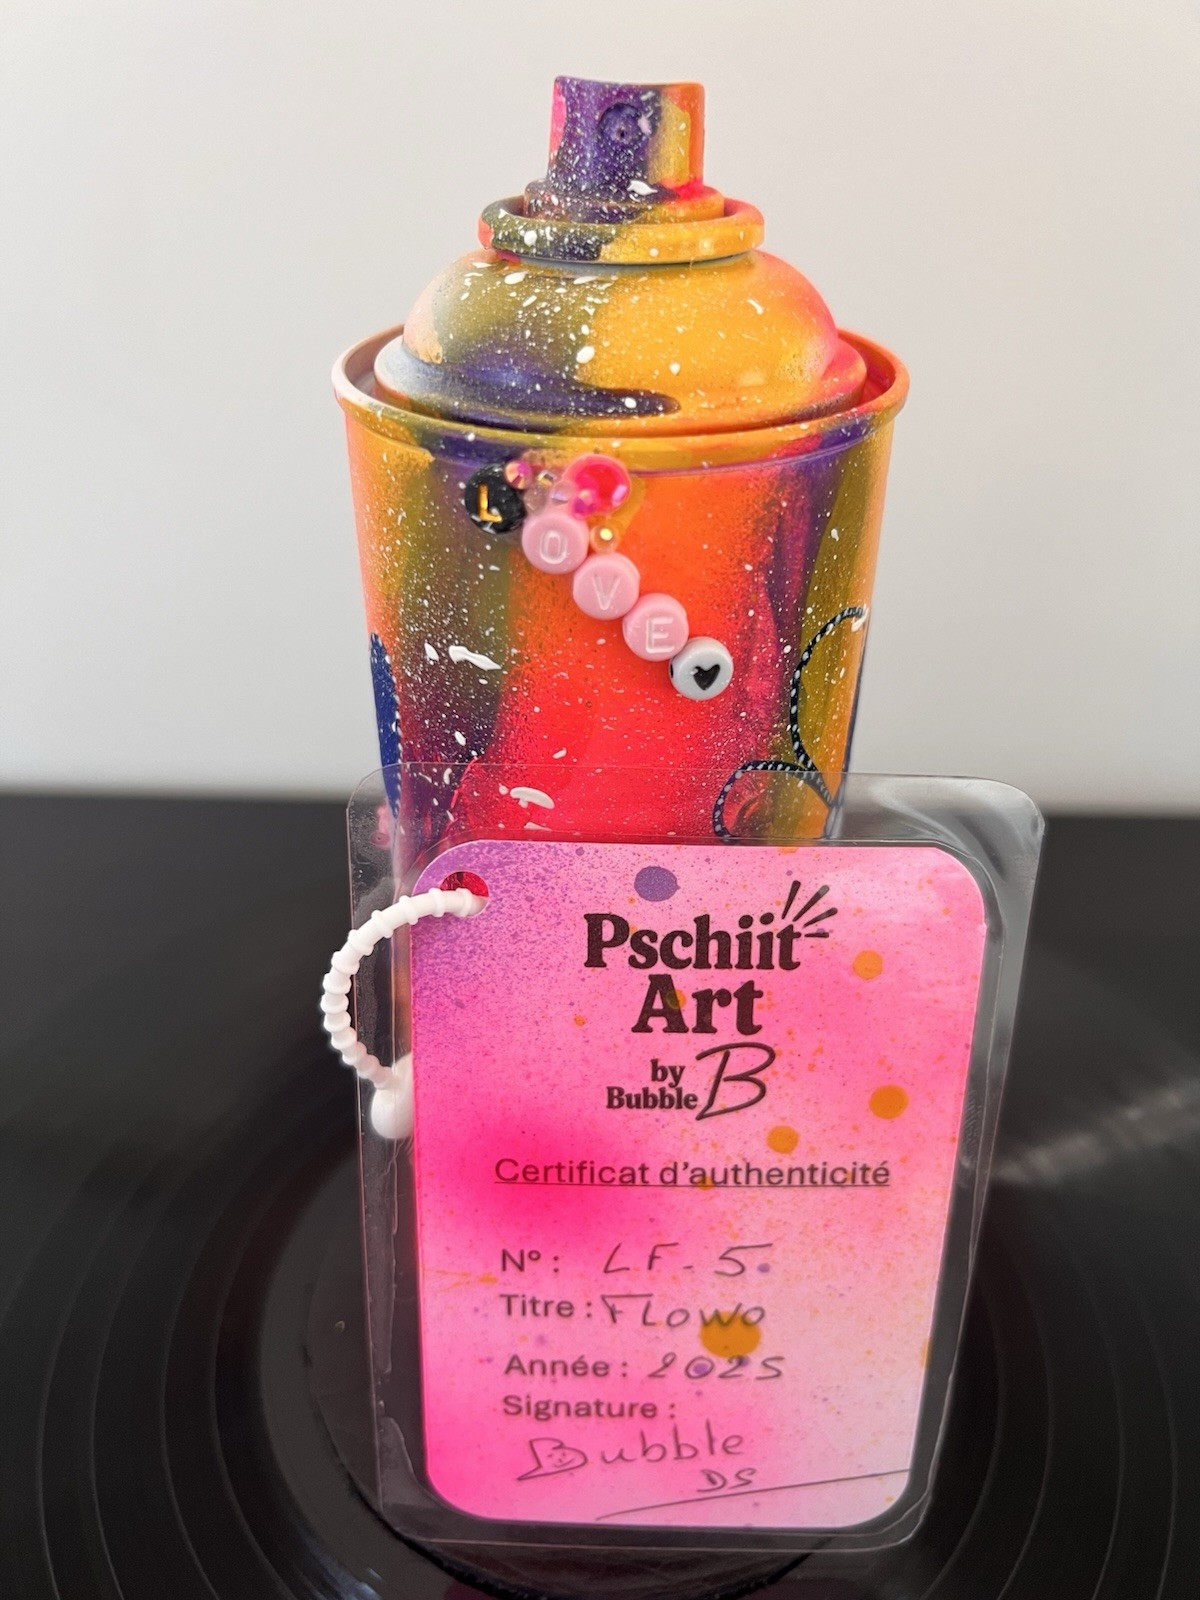 LOVE
Pschiit
Art
by
Bubble B
Certificat d'authenticité
N° : LF-5
Titre : FLOWO
Année : 2025
Signature :
Bubble
DS